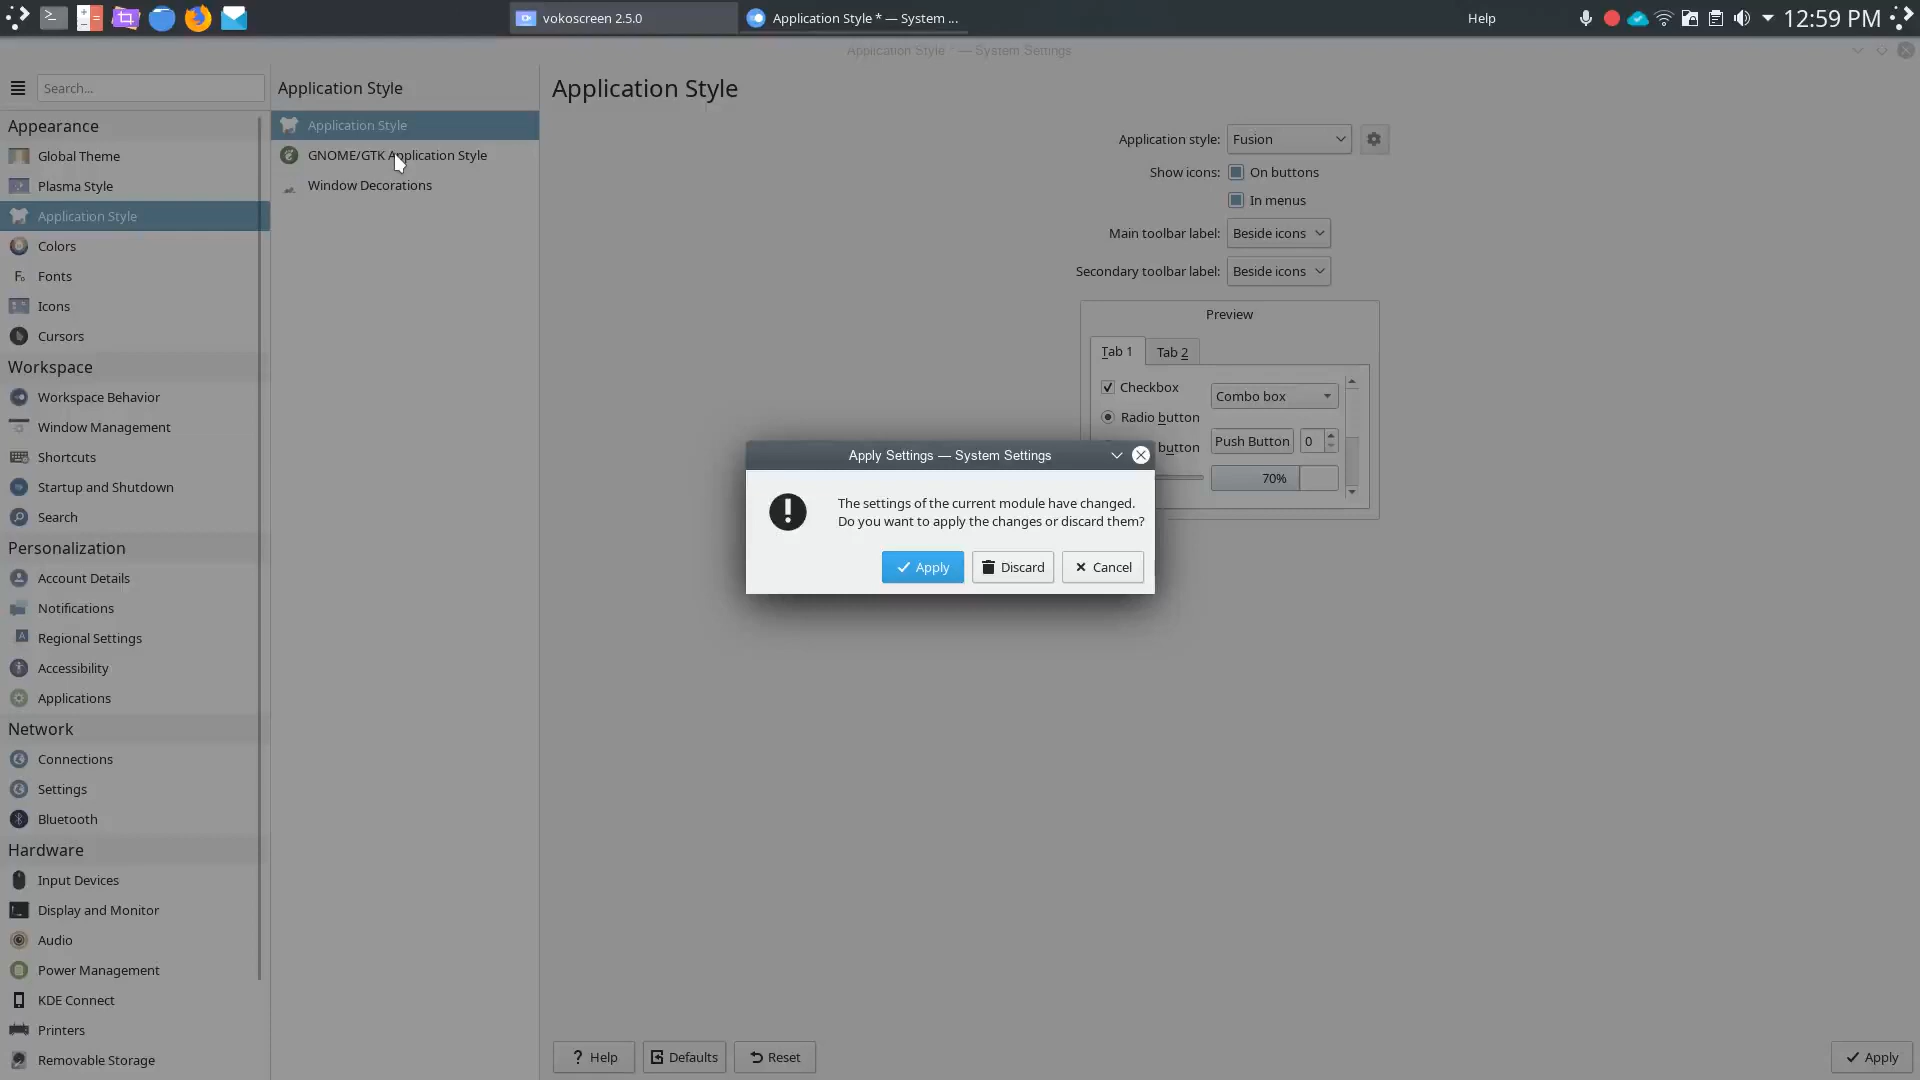 vokoscreen 2.5.0
Application Style * — System ...
Help
12:59 PM
Application Style * — System Settings
Search...
Appearance
Global Theme
Plasma Style
Application Style
Colors
Fonts
Icons
Cursors
Workspace
Workspace Behavior
Window Management
Shortcuts
Startup and Shutdown
Search
Personalization
Account Details
Notifications
Regional Settings
Accessibility
Applications
Network
Connections
Settings
Bluetooth
Hardware
Input Devices
Display and Monitor
Audio
Power Management
KDE Connect
Printers
Removable Storage
Application Style
Application Style
GNOME/GTK Application Style
Window Decorations
Application Style
Application style: Fusion
Show icons: On buttons
In menus
Main toolbar label: Beside icons
Secondary toolbar label: Beside icons
Preview
Tab 1 Tab 2
Checkbox Combo box
Radio button
button Push Button 0
70%
Apply Settings — System Settings
The settings of the current module have changed.
Do you want to apply the changes or discard them?
Apply Discard Cancel
Help Defaults Reset Apply